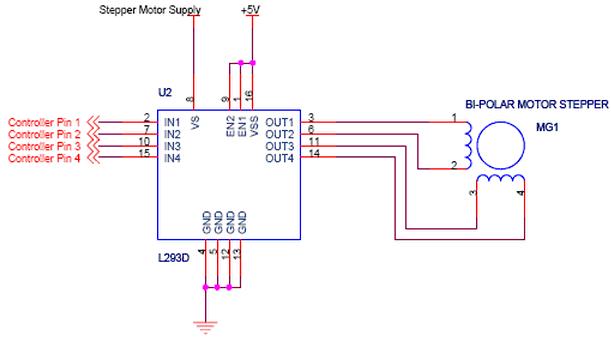 Stepper Motor Supply
+5V
U2
8
9
1
16
VS
EN2
EN1
VSS
Controller Pin 1
2
IN1
OUT1
3
Controller Pin 2
7
IN2
OUT2
6
Controller Pin 3
10
IN3
OUT3
11
Controller Pin 4
15
IN4
OUT4
14
BI-POLAR MOTOR STEPPER
MG1
1
2
3
4
GND
GND
GND
GND
L293D
4
5
12
13